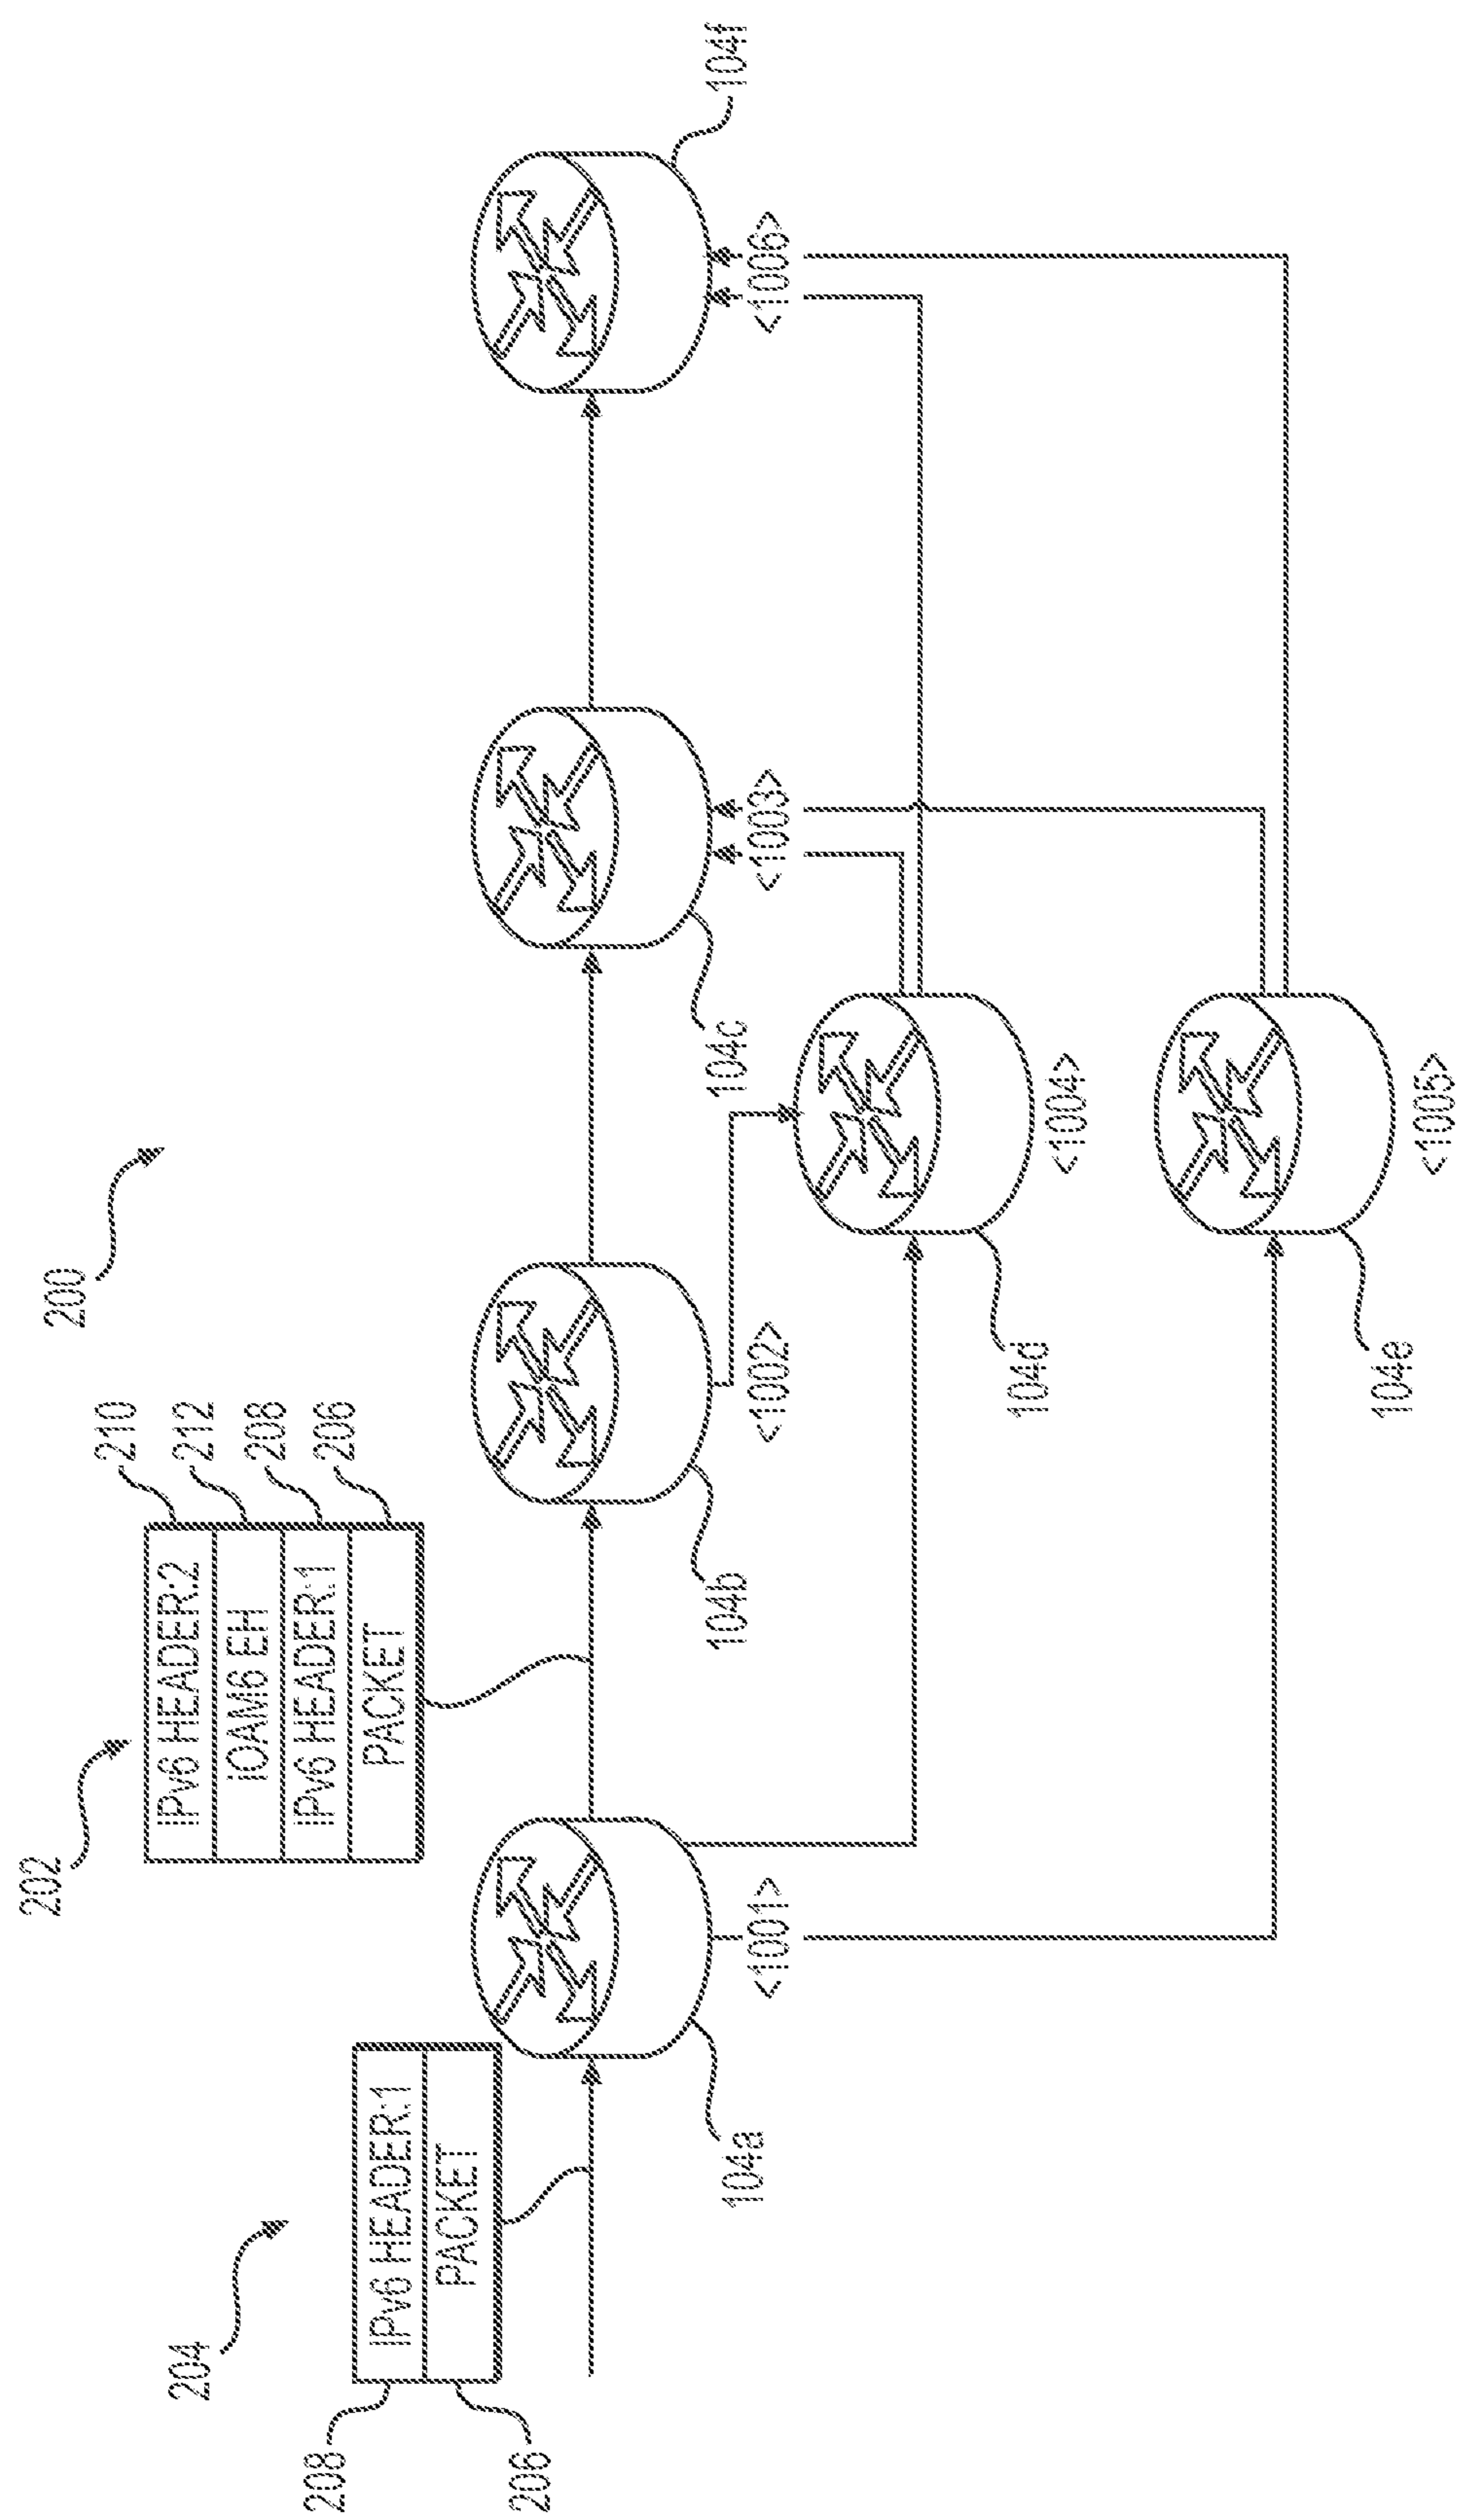 200
202
IPv6 HEADER:2
210
iOAM6 EH
212
IPv6 HEADER:1
208
PACKET
206
204
208
IPv6 HEADER:1
206
PACKET
104a
<1001>
104b
<1002>
104c
<1003>
104f
<1006>
104d
<1004>
104e
<1005>